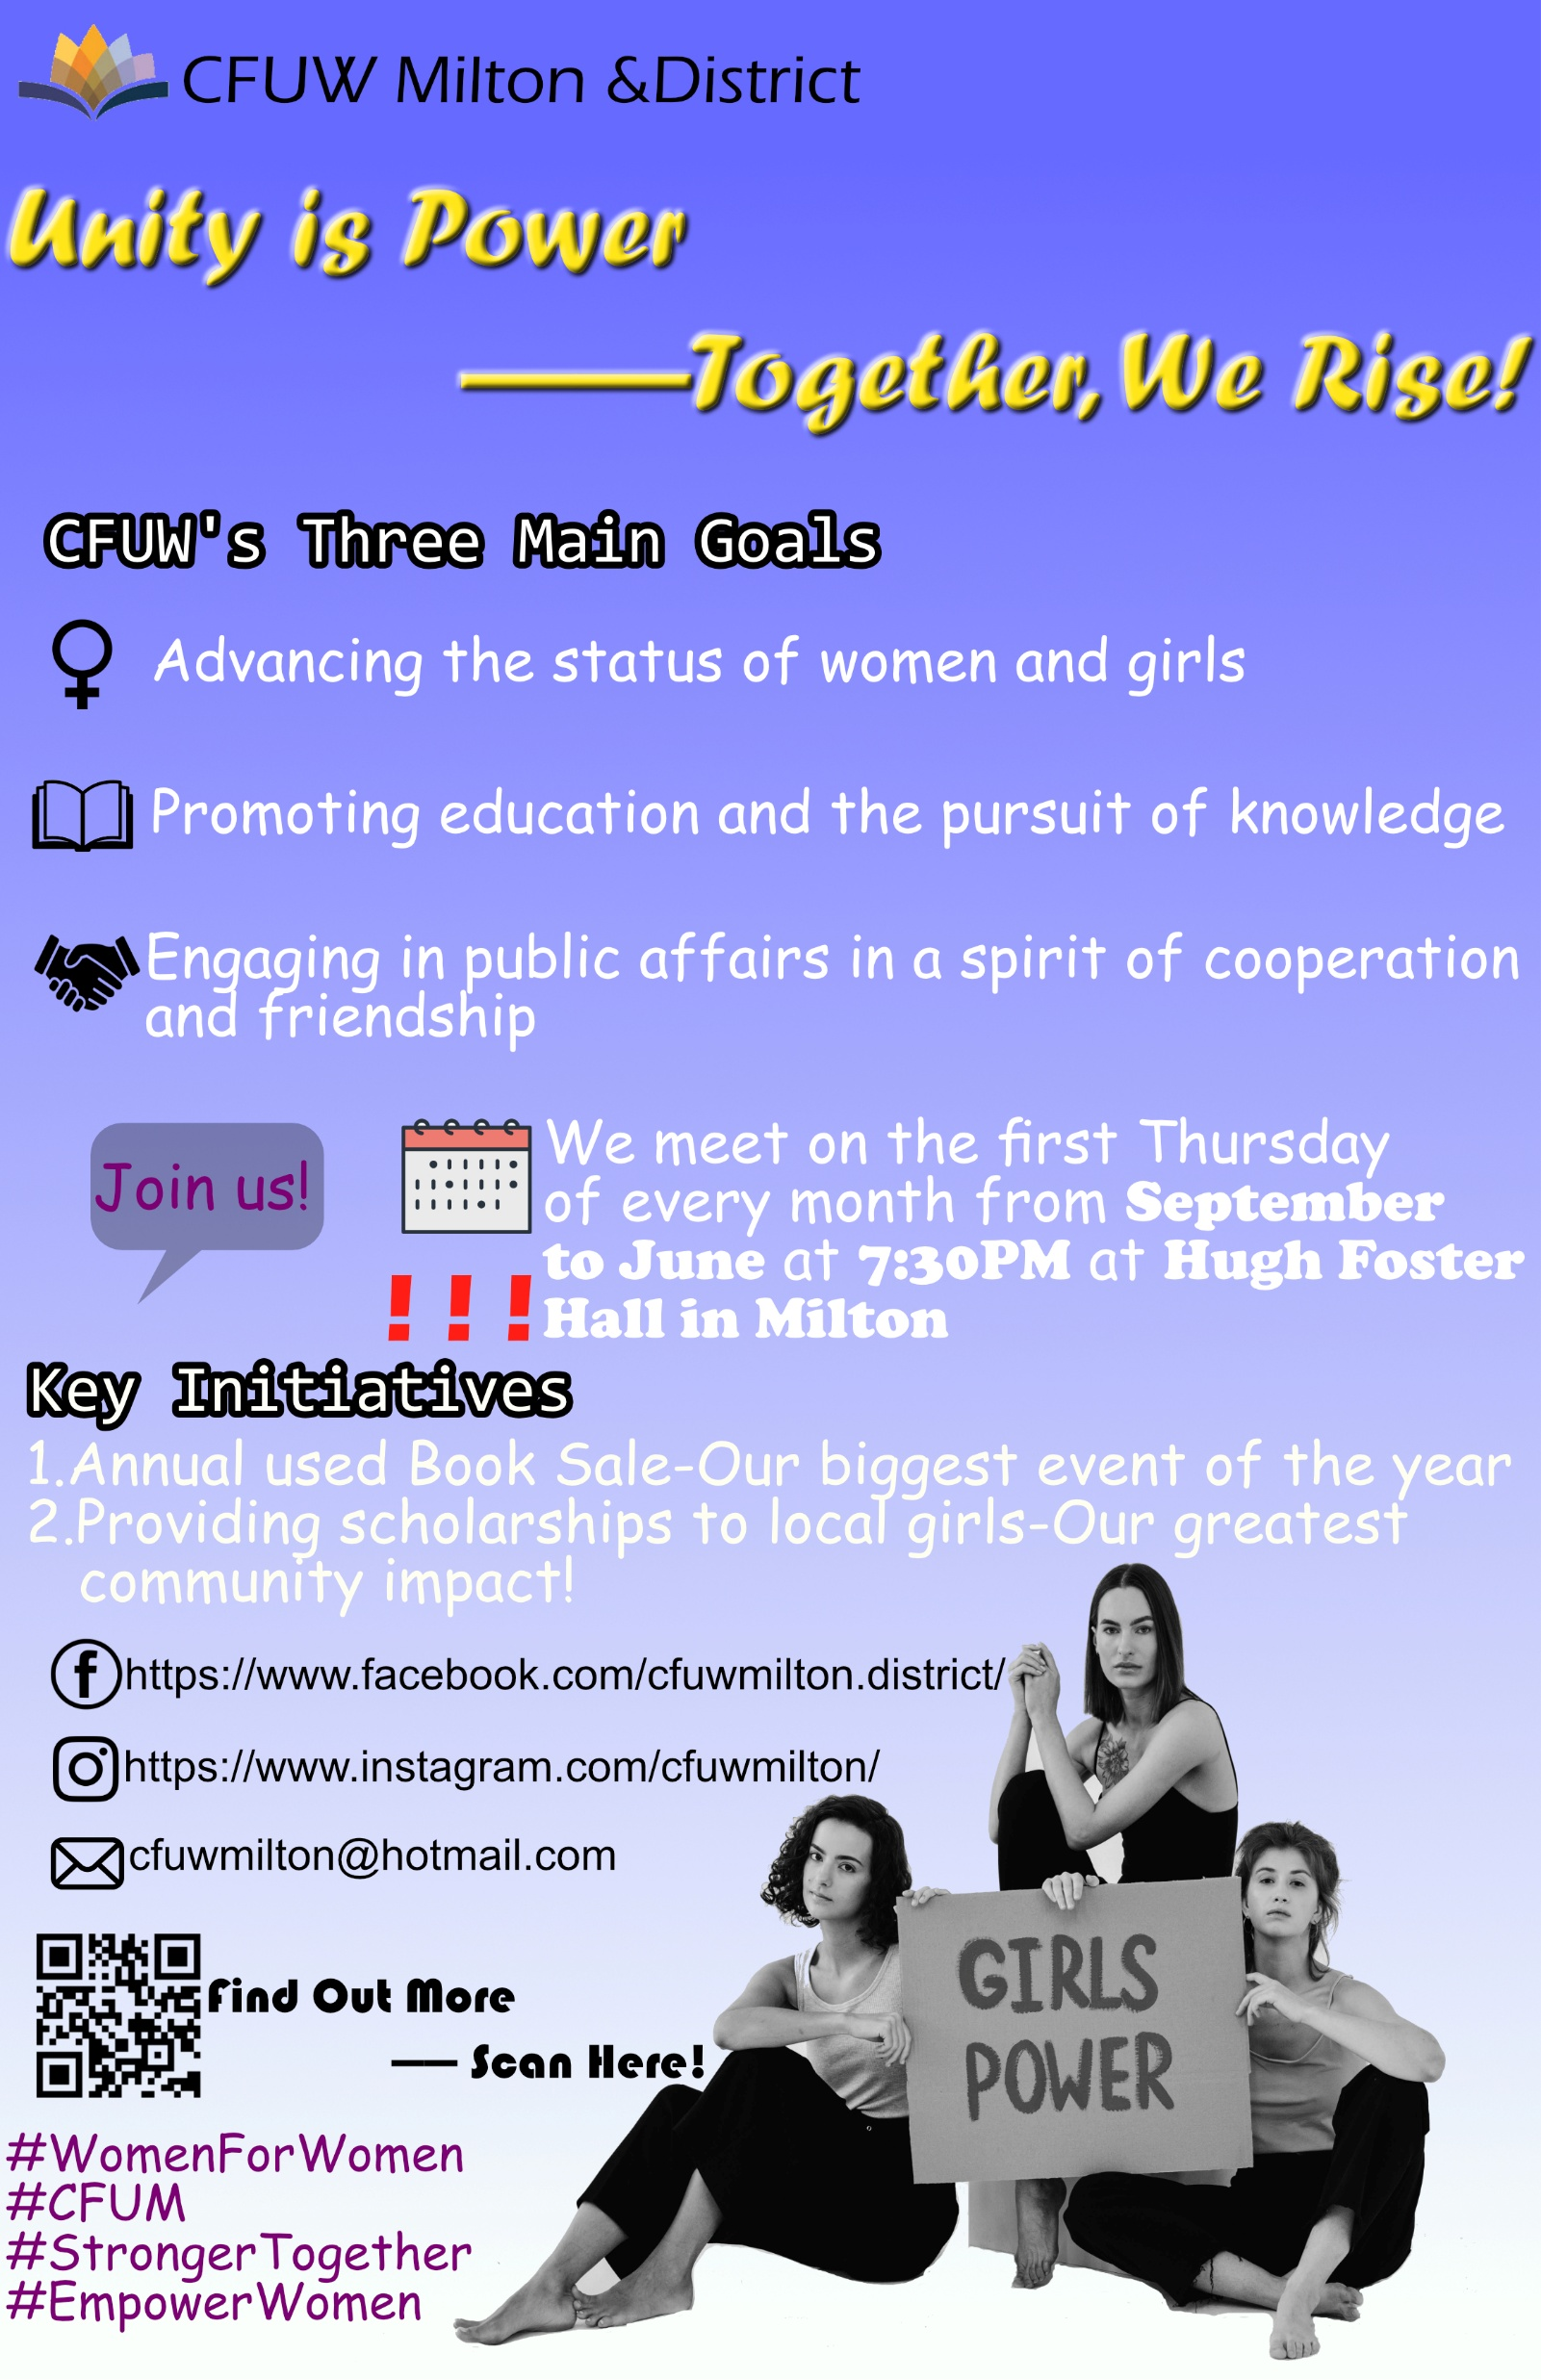 CFUW Milton &District
Unity is Power
——Together, We Rise!
CFUW's Three Main Goals
Advancing the status of women and girls
Promoting education and the pursuit of knowledge
Engaging in public affairs in a spirit of cooperation
and friendship
Join us!
We meet on the first Thursday
of every month from September
to June at 7:30PM at Hugh Foster
!!!Hall in Milton
Key Initiatives
1.Annual used Book Sale-Our biggest event of the year
2.Providing scholarships to local girls-Our greatest
community impact!
https://www.facebook.com/cfuwmilton.district/
https://www.instagram.com/cfuwmilton/
cfuwmilton@hotmail.com
GIRLS
POWER
Find Out More
—— Scan Here!
#WomenForWomen
#CFUM
#StrongerTogether
#EmpowerWomen